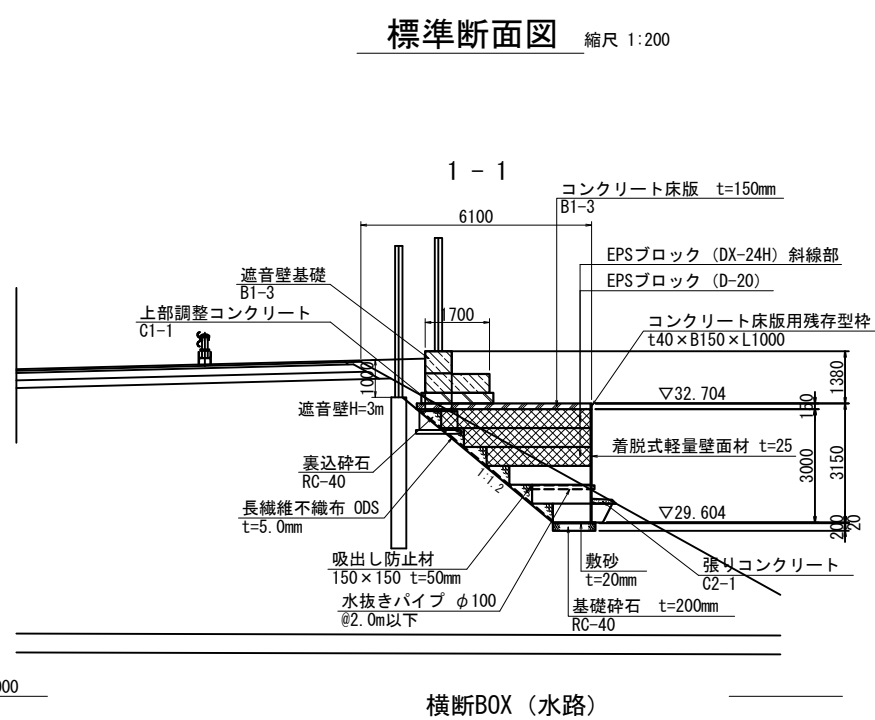 標準断面図 縮尺 1:200
1 - 1
コンクリート床版 t=150mm
B1-3
6100
EPSブロック (DX-24H) 斜線部
遮音壁基礎
B1-3
EPSブロック (D-20)
上部調整コンクリート
C1-1
1700
コンクリート床版用残存型枠
t40×B150×L1000
1000
1380
遮音壁H=3m
▽32.704
着脱式軽量壁面材 t=25
3000
3150
裏込砕石
RC-40
1:1.2
長繊維不織布 ODS
t=5.0mm
▽29.604
200
20
吸出し防止材
150×150 t=50mm
敷砂
t=20mm
張りコンクリート
C2-1
水抜きパイプ φ100
@2.0m以下
基礎砕石 t=200mm
RC-40
横断BOX (水路)